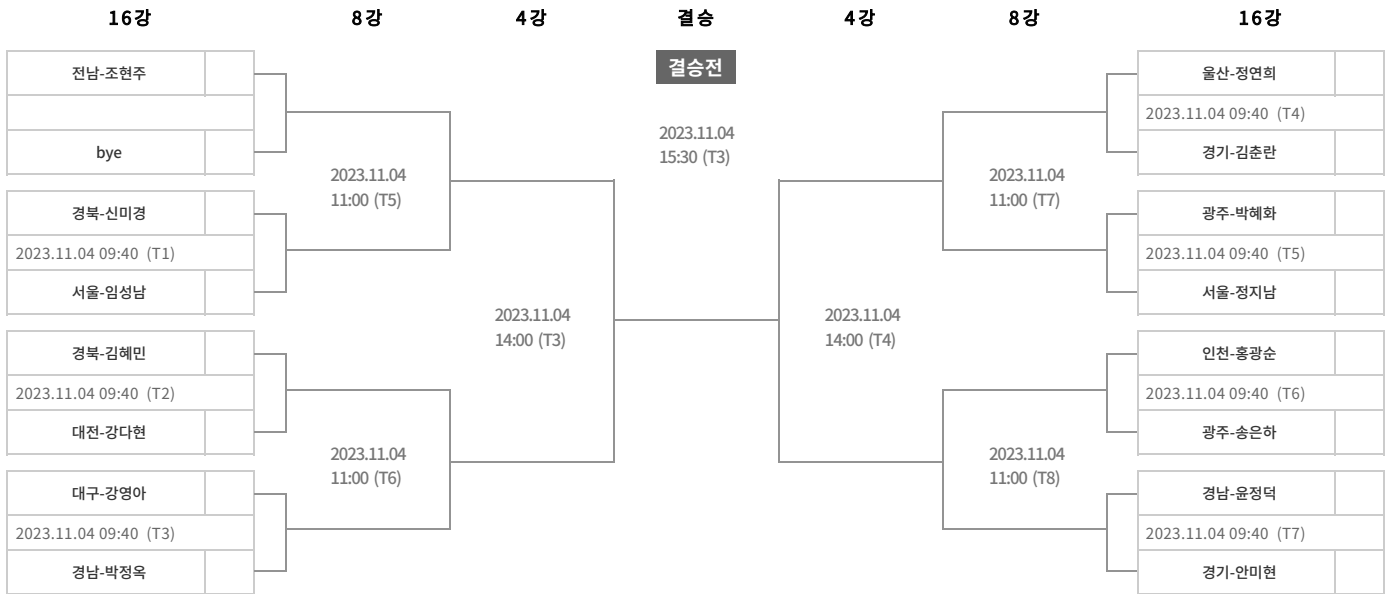 16강 8강 4강 결승 4강 8강 16강
전남-조현주
bye
경북-신미경
2023.11.04 09:40 (T1)
서울-임성남
경북-김혜민
2023.11.04 09:40 (T2)
대전-강다현
대구-강영아
2023.11.04 09:40 (T3)
경남-박정옥
2023.11.04
11:00 (T5)
2023.11.04
11:00 (T6)
2023.11.04
14:00 (T3)
결승전
2023.11.04
15:30 (T3)
2023.11.04
14:00 (T4)
2023.11.04
11:00 (T7)
2023.11.04
11:00 (T8)
울산-정연희
2023.11.04 09:40 (T4)
경기-김춘란
광주-박혜화
2023.11.04 09:40 (T5)
서울-정지남
인천-홍광순
2023.11.04 09:40 (T6)
광주-송은하
경남-윤정덕
2023.11.04 09:40 (T7)
경기-안미현